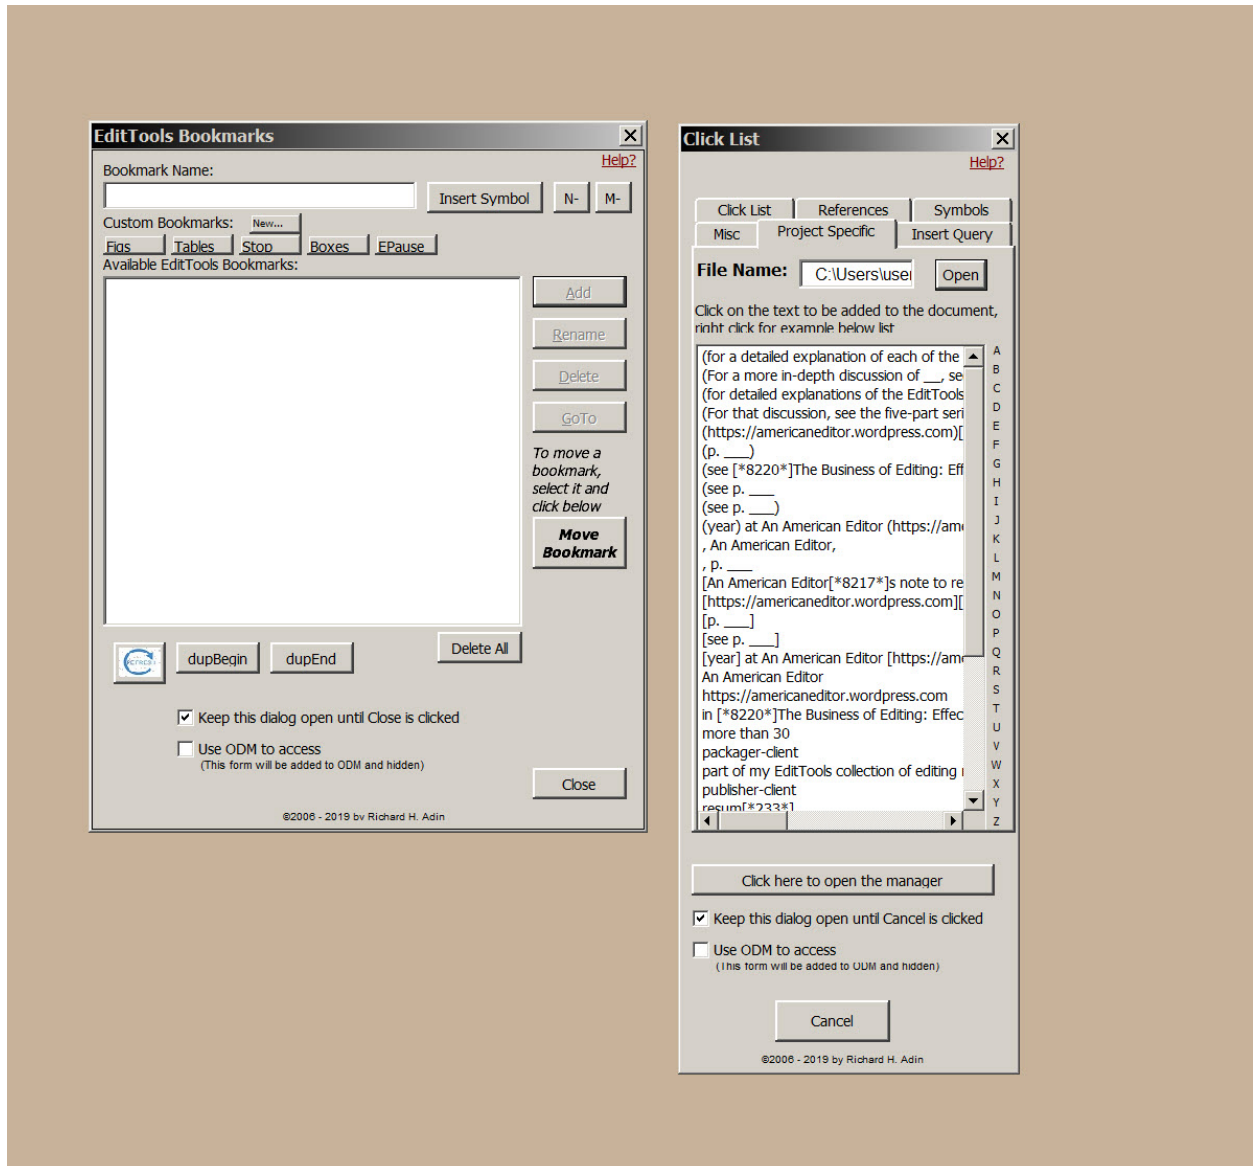 EditTools Bookmarks
Help?
Bookmark Name:
Insert Symbol
N-
M-
Custom Bookmarks:
New...
Figs
Tables
Stop
Boxes
EPause
Available EditTools Bookmarks:
Add
Rename
Delete
GoTo
To move a
bookmark,
select it and
click below
Move
Bookmark
REFRESH
dupBegin
dupEnd
Delete All
Keep this dialog open until Close is clicked
Use ODM to access
(This form will be added to ODM and hidden)
Close
©2006 - 2019 by Richard H. Adin
Click List
Help?
Click List
References
Symbols
Misc
Project Specific
Insert Query
File Name:
C:\Users\user
Open
Click on the text to be added to the document,
right click for example below list
(for a detailed explanation of each of the
(For a more in-depth discussion of __, se
(for detailed explanations of the EditTools
(For that discussion, see the five-part seri
(https://americaneditor.wordpress.com)[
(p. ___)
(see [*8220*]The Business of Editing: Eff
(see p. ___
(see p. ___)
(year) at An American Editor (https://ame
, An American Editor,
, p. ___
[An American Editor[*8217*]s note to re
[https://americaneditor.wordpress.com][
[p. ___]
[see p. ___]
[year] at An American Editor [https://ame
An American Editor
https://americaneditor.wordpress.com
in [*8220*]The Business of Editing: Effec
more than 30
packager-client
part of my EditTools collection of editing
publisher-client
resum[*233*]
A
B
C
D
E
F
G
H
I
J
K
L
M
N
O
P
Q
R
S
T
U
V
W
X
Y
Z
Click here to open the manager
Keep this dialog open until Cancel is clicked
Use ODM to access
(This form will be added to ODM and hidden)
Cancel
©2006 - 2019 by Richard H. Adin